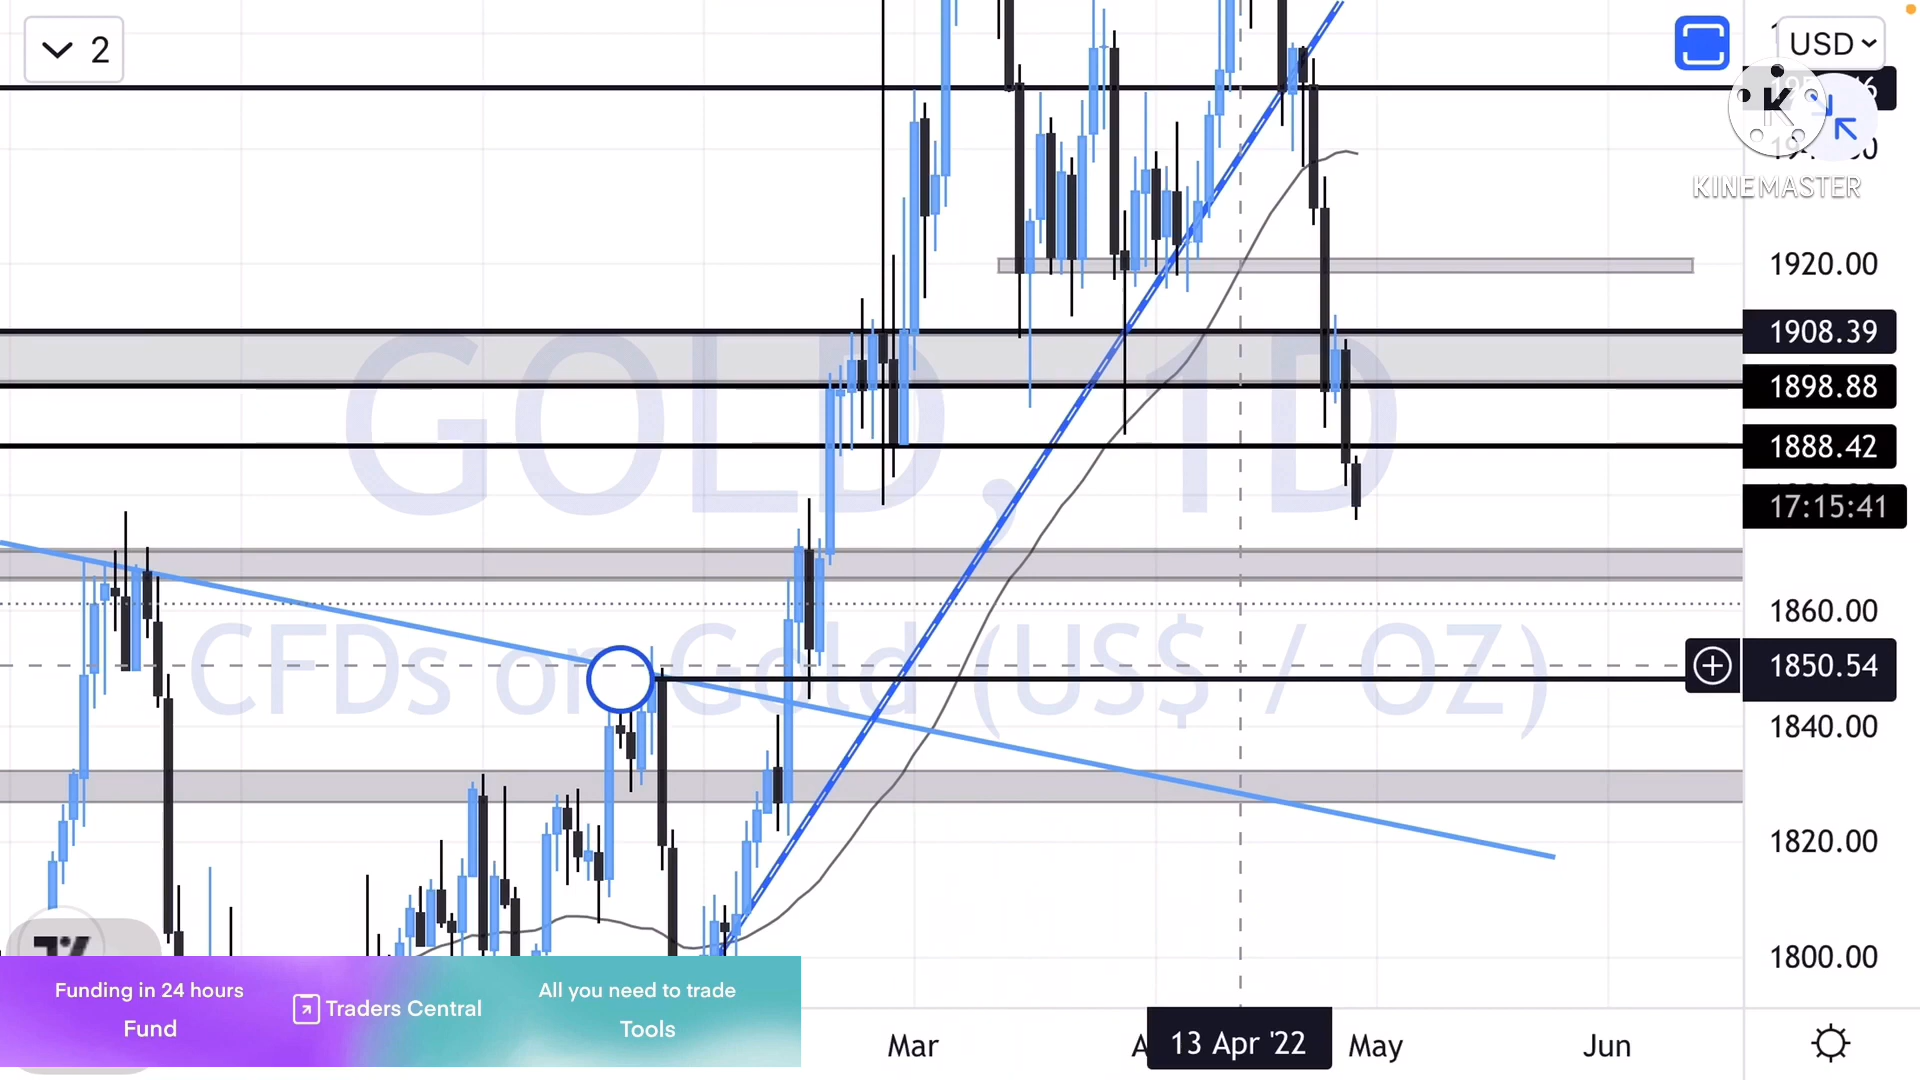 2
USD
KINEMASTER
1920.00
1908.39
1898.88
1888.42
17:15:41
GOLD, 1D
1860.00
CFDs on Gold (US$ / OZ)
1850.54
1840.00
1820.00
1800.00
Funding in 24 hours
Fund
Traders Central
All you need to trade
Tools
Mar
13 Apr '22
May
Jun